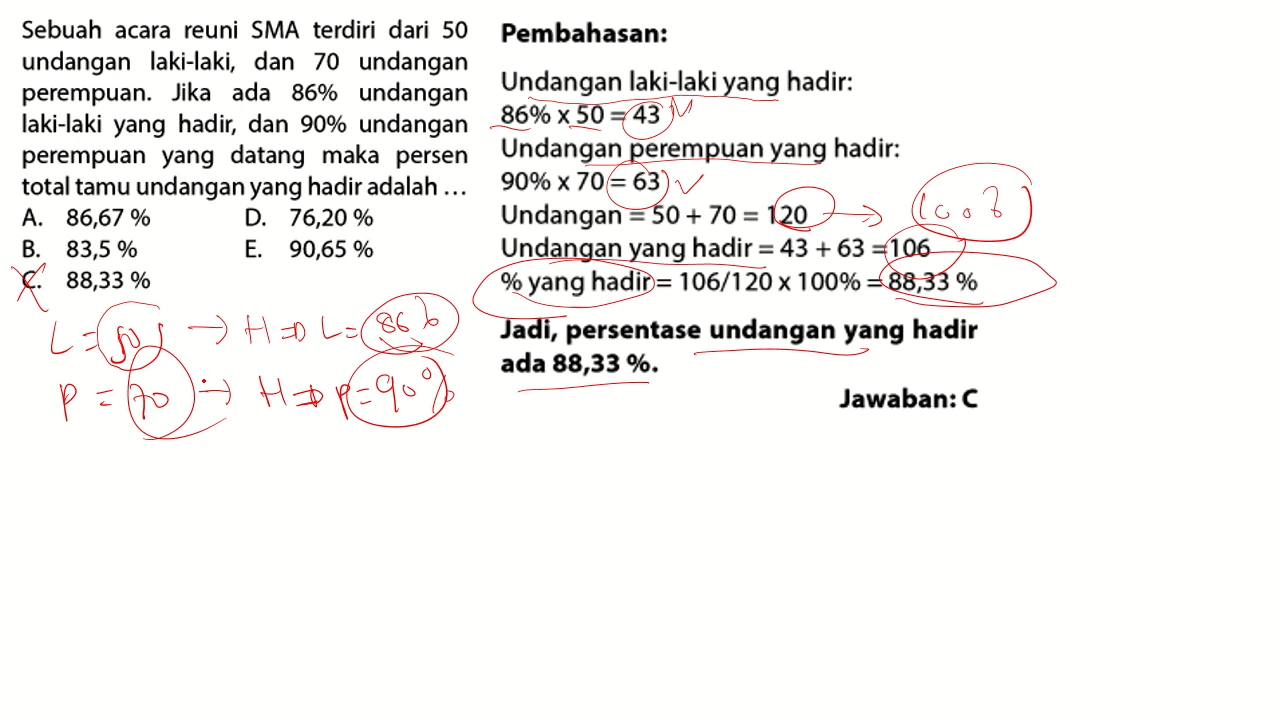 Sebuah acara reuni SMA terdiri dari 50
undangan laki-laki, dan 70 undangan
perempuan. Jika ada 86% undangan
laki-laki yang hadir, dan 90% undangan
perempuan yang datang maka persen
total tamu undangan yang hadir adalah ...
A. 86,67 % D. 76,20 %
B. 83,5 % E. 90,65 %
C. 88,33 %
L = 50 → H ⇒ L = 86%
P = 70 → H ⇒ P = 90%
Pembahasan:
Undangan laki-laki yang hadir:
86% x 50 = 43
Undangan perempuan yang hadir:
90% x 70 = 63
Undangan = 50 + 70 = 120 → 100%
Undangan yang hadir = 43 + 63 = 106
% yang hadir = 106/120 x 100% = 88,33 %
Jadi, persentase undangan yang hadir
ada 88,33 %.
Jawaban: C